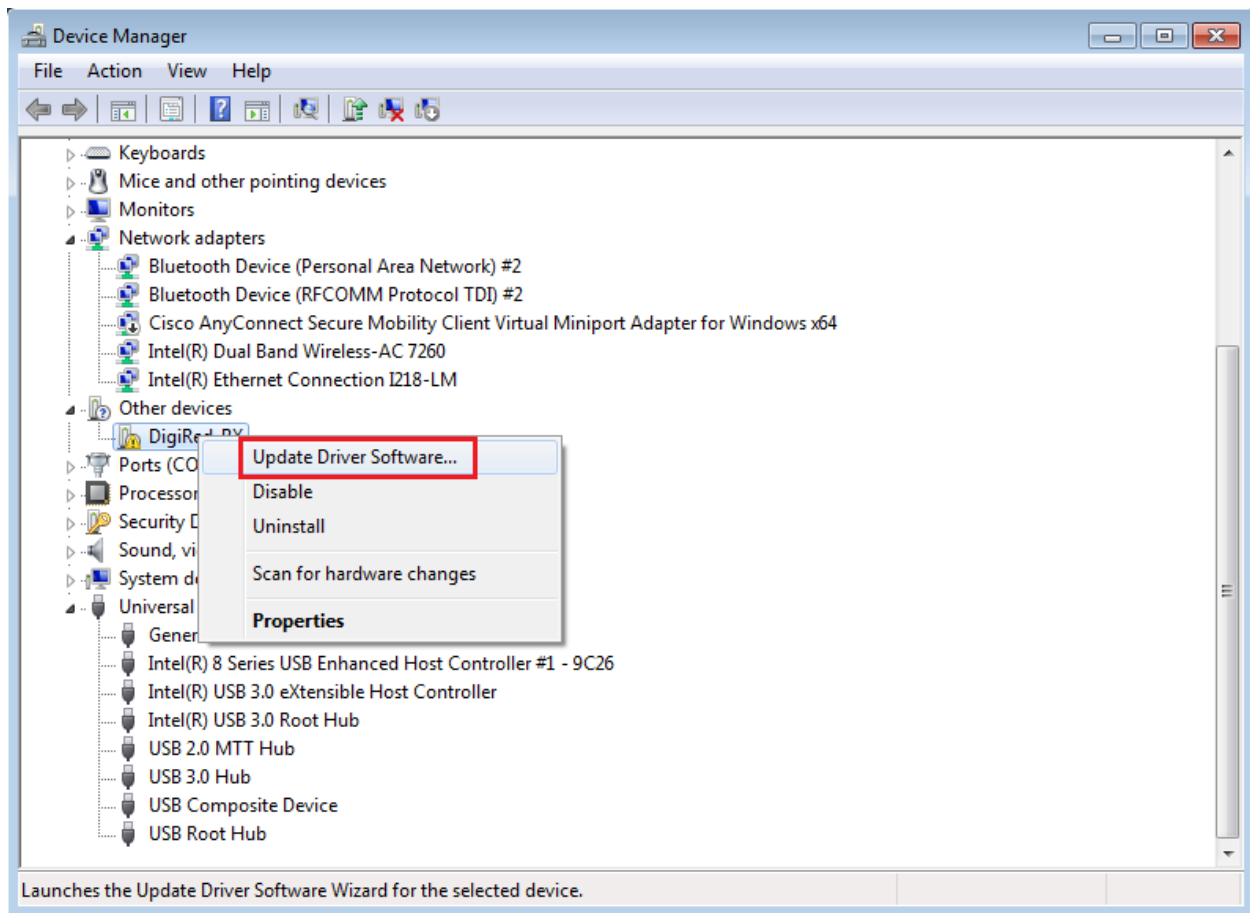 Device Manager
File Action View Help
Keyboards
Mice and other pointing devices
Monitors
Network adapters
Bluetooth Device (Personal Area Network) #2
Bluetooth Device (RFCOMM Protocol TDI) #2
Cisco AnyConnect Secure Mobility Client Virtual Miniport Adapter for Windows x64
Intel(R) Dual Band Wireless-AC 7260
Intel(R) Ethernet Connection I218-LM
Other devices
Ports (CO
Processor
Security D
Sound, vi
System de
Universal
Gener
Update Driver Software...
Disable
Uninstall
Scan for hardware changes
Properties
Intel(R) 8 Series USB Enhanced Host Controller #1 - 9C26
Intel(R) USB 3.0 eXtensible Host Controller
Intel(R) USB 3.0 Root Hub
USB 2.0 MTT Hub
USB 3.0 Hub
USB Composite Device
USB Root Hub
Launches the Update Driver Software Wizard for the selected device.